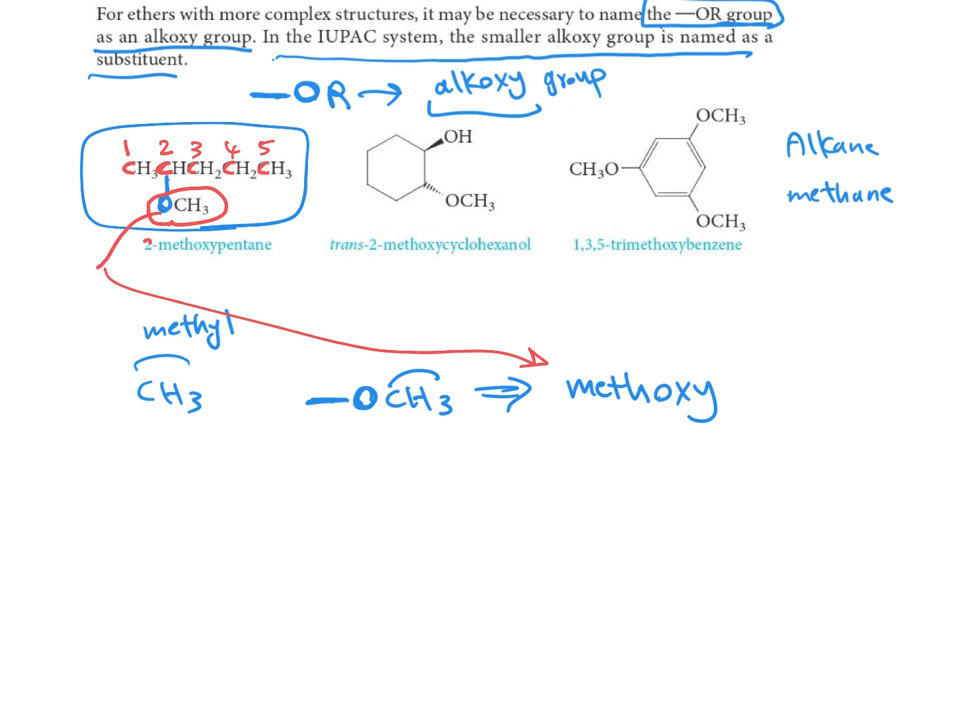 For ethers with more complex structures, it may be necessary to name the —OR group
as an alkoxy group. In the IUPAC system, the smaller alkoxy group is named as a
substituent.
—OR → alkoxy group
OH
OCH3
Alkane
1 2 3 4 5
CH3CHCH2CH2CH3
CH3O
methane
OCH3
OCH3
OCH3
2-methoxypentane
trans-2-methoxycyclohexanol
1,3,5-trimethoxybenzene
methyl
CH3
—OCH3 ⇒ methoxy